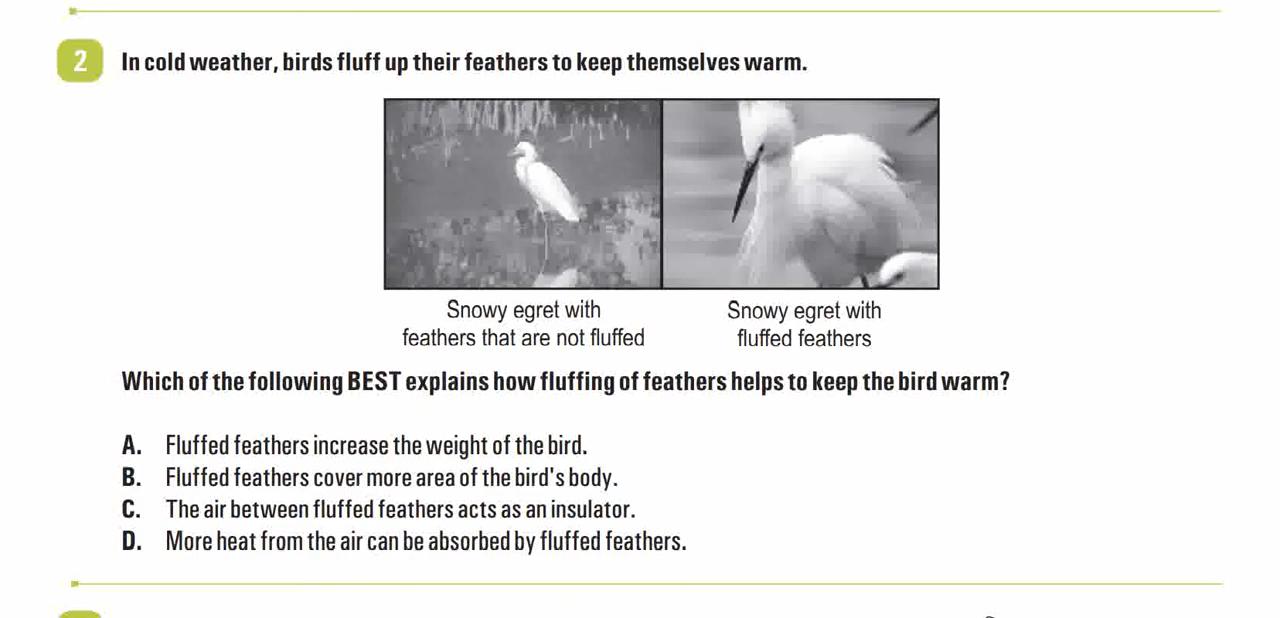 2 In cold weather, birds fluff up their feathers to keep themselves warm.
Snowy egret with
feathers that are not fluffed
Snowy egret with
fluffed feathers
Which of the following BEST explains how fluffing of feathers helps to keep the bird warm?
A. Fluffed feathers increase the weight of the bird.
B. Fluffed feathers cover more area of the bird's body.
C. The air between fluffed feathers acts as an insulator.
D. More heat from the air can be absorbed by fluffed feathers.